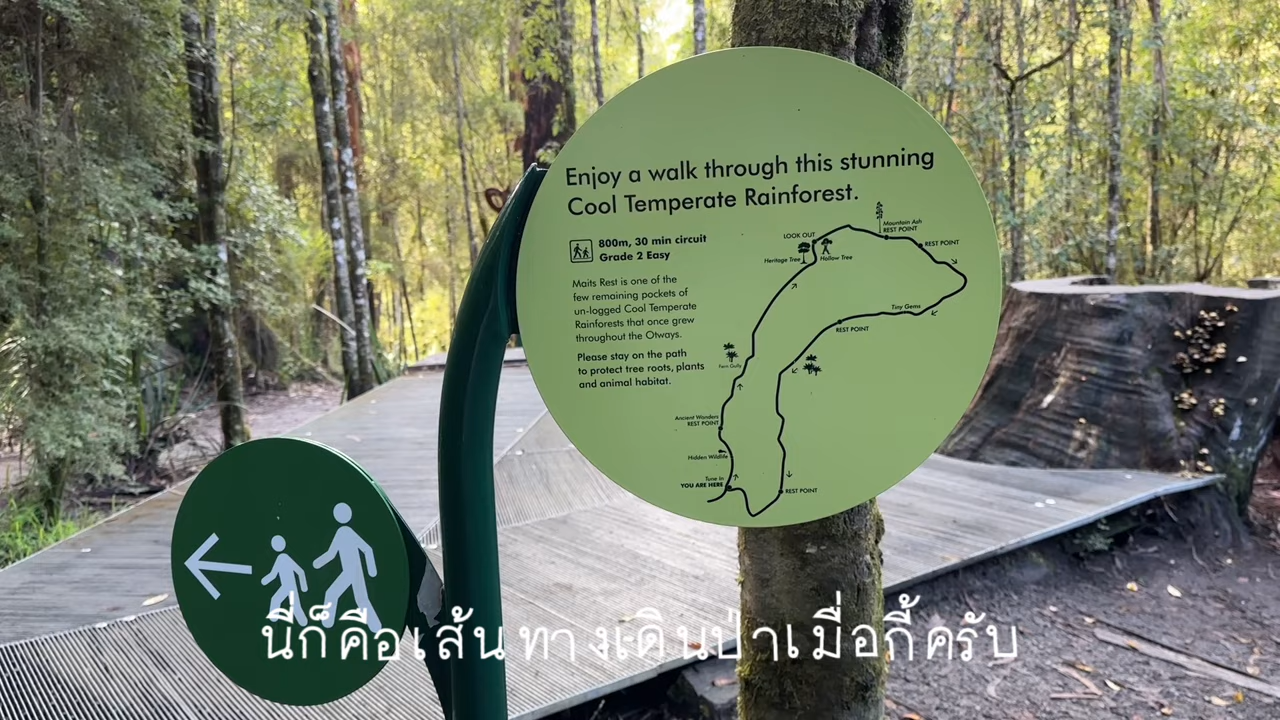 Enjoy a walk through this stunning
Cool Temperate Rainforest.
800m, 30 min circuit
Grade 2 Easy
Maits Rest is one of the
few remaining pockets of
un-logged Cool Temperate
Rainforests that once grew
throughout the Otways.
Please stay on the path
to protect tree roots, plants
and animal habitat.
Mountain Ash
REST POINT
LOOK OUT
REST POINT
Heritage Tree
Hollow Tree
Tiny Gems
REST POINT
Fern Gully
Ancient Wonders
REST POINT
Hidden Wildlife
Tune In
YOU ARE HERE
REST POINT
นี่ก็คือเส้นทางเดินป่าเมื่อกี้ครับ